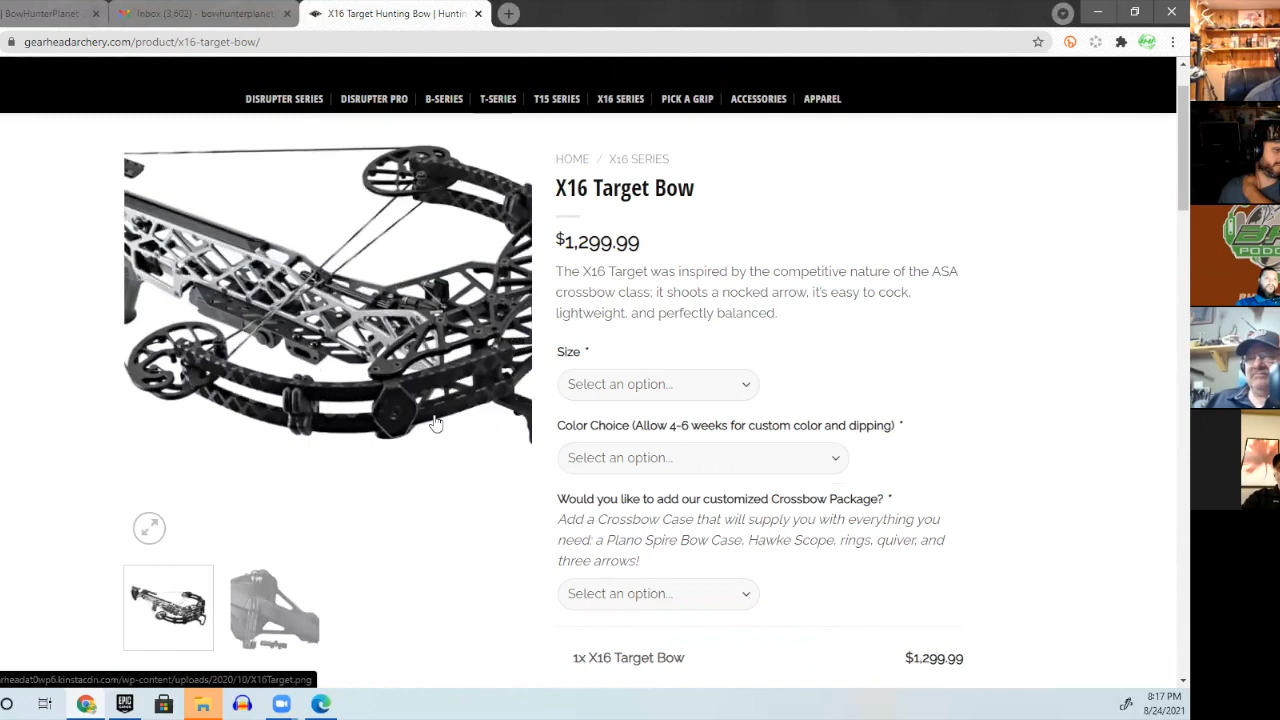 | BowHunterPlanet
Inbox (3,602) - bowhunterplanet
X16 Target Hunting Bow | Huntin
gearheadarchery.com/product/x16-target-bow/
DISRUPTER SERIES
DISRUPTER PRO
B-SERIES
T-SERIES
T15 SERIES
X16 SERIES
PICK A GRIP
ACCESSORIES
APPAREL
HOME / X16 SERIES
X16 Target Bow
$1,299.99
The X16 Target was inspired by the competitive nature of the ASA
crossbow class; it shoots a nocked arrow, it's easy to cock,
lightweight, and perfectly balanced.
Size *
Select an option...
Color Choice (Allow 4-6 weeks for custom color and dipping) *
Select an option...
Would you like to add our customized Crossbow Package? *
Add a Crossbow Case that will supply you with everything you
need: a Plano Spire Bow Case, Hawke Scope, rings, quiver, and
three arrows!
Select an option...
1x X16 Target Bow $1,299.99
rheadat0wp6.kinstacdn.com/wp-content/uploads/2020/10/X16Target.png
EPIC
GAMES
8:17 PM
8/24/2021